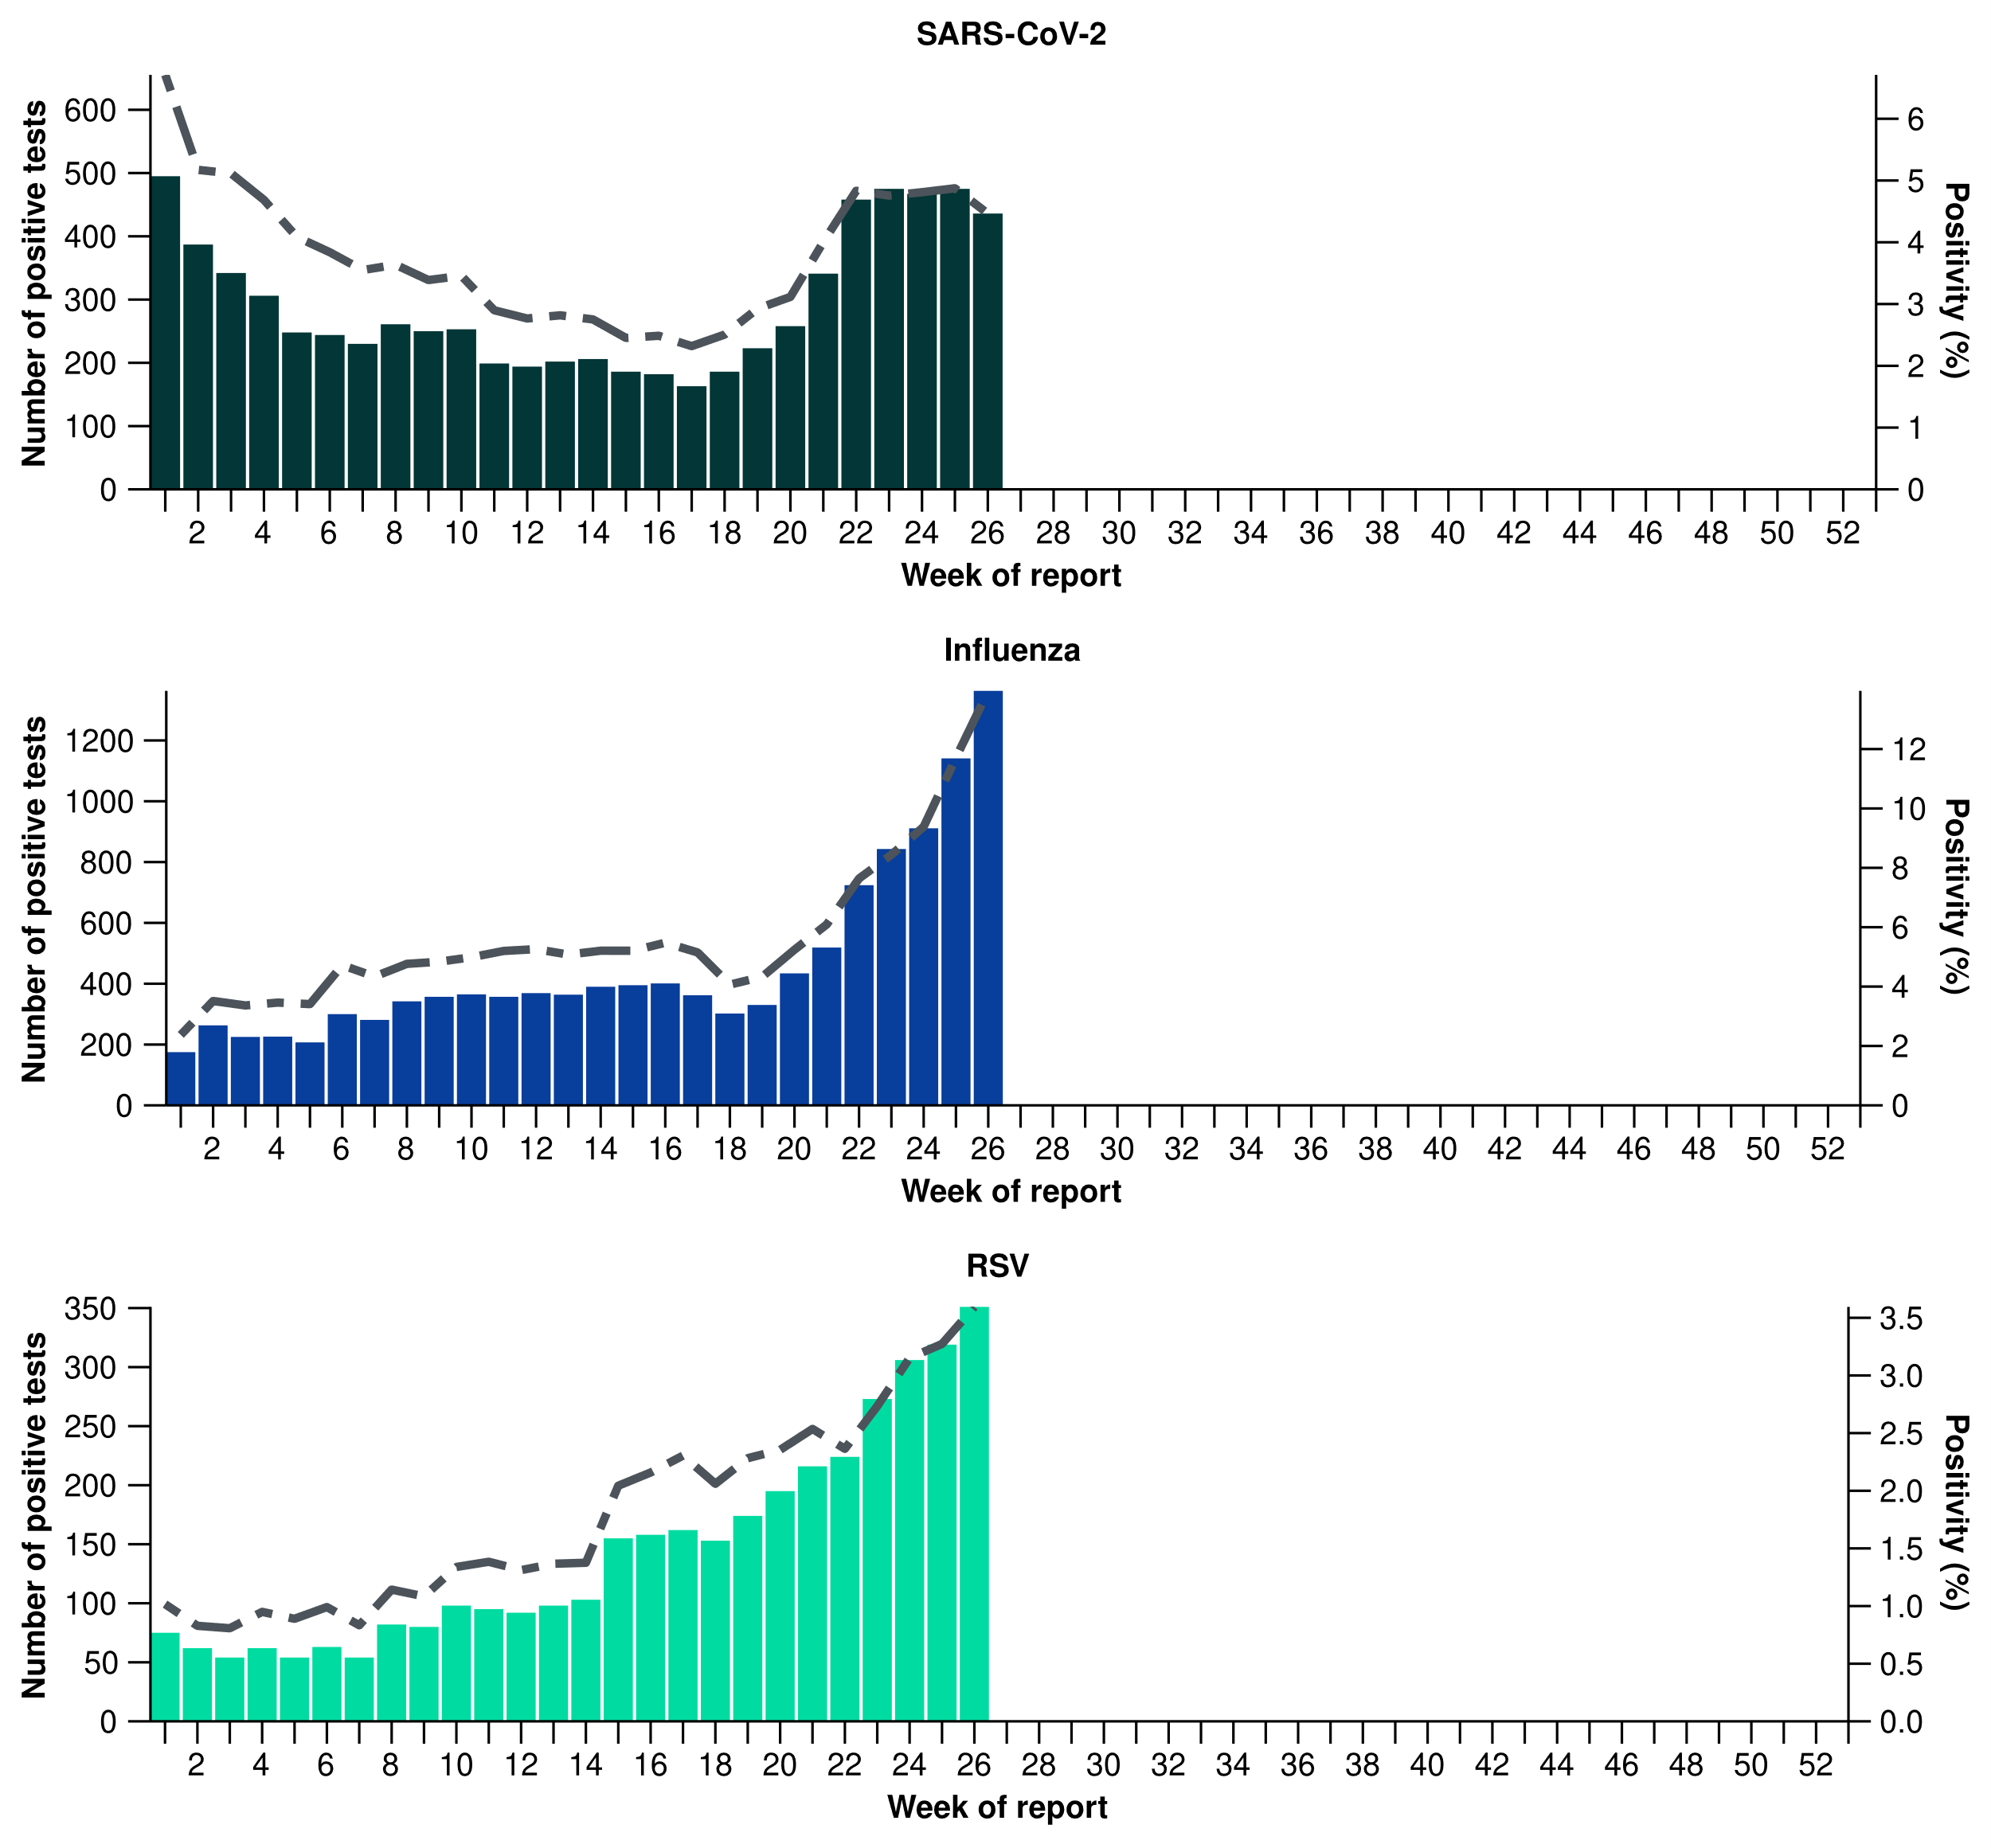 SARS-CoV-2
Number of positive tests
0 100 200 300 400 500 600
Positivity (%)
0 1 2 3 4 5 6
2 4 6 8 10 12 14 16 18 20 22 24 26 28 30 32 34 36 38 40 42 44 46 48 50 52
Week of report
Influenza
Number of positive tests
0 200 400 600 800 1000 1200
Positivity (%)
0 2 4 6 8 10 12
2 4 6 8 10 12 14 16 18 20 22 24 26 28 30 32 34 36 38 40 42 44 46 48 50 52
Week of report
RSV
Number of positive tests
0 50 100 150 200 250 300 350
Positivity (%)
0.0 0.5 1.0 1.5 2.0 2.5 3.0 3.5
2 4 6 8 10 12 14 16 18 20 22 24 26 28 30 32 34 36 38 40 42 44 46 48 50 52
Week of report